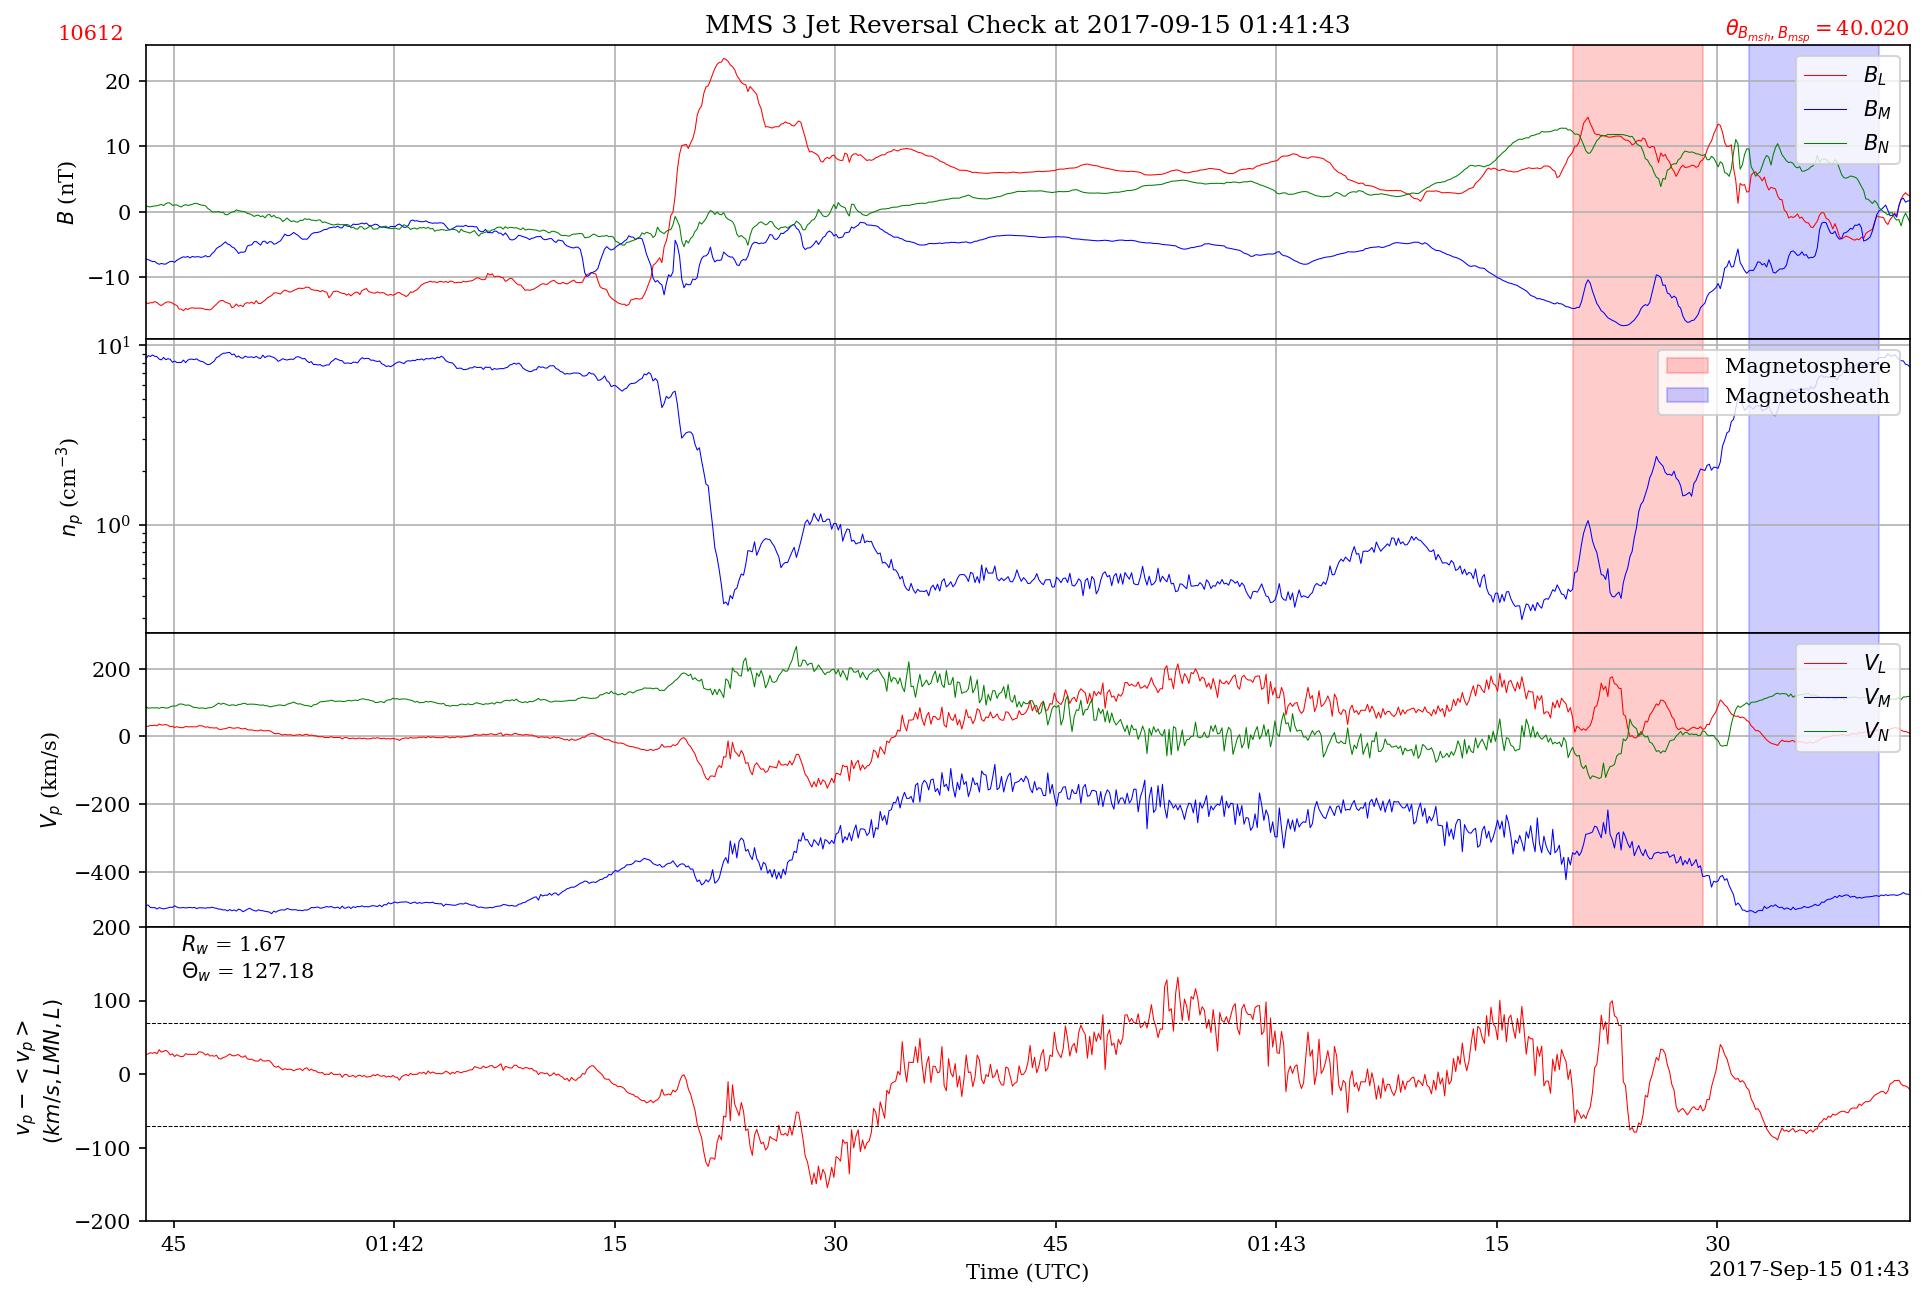 MMS 3 Jet Reversal Check at 2017-09-15 01:41:43
10612
θ_{B_{msh}, B_{msp}} = 40.020
20
10
0
−10
B (nT)
B_L
B_M
B_N
10^1
10^0
n_p (cm^{−3})
Magnetosphere
Magnetosheath
200
0
−200
−400
V_p (km/s)
V_L
V_M
V_N
200
100
0
−100
−200
v_p − < v_p >
(km/s, LMN, L)
R_w = 1.67
Θ_w = 127.18
45
01:42
15
30
45
01:43
15
30
Time (UTC)
2017-Sep-15 01:43